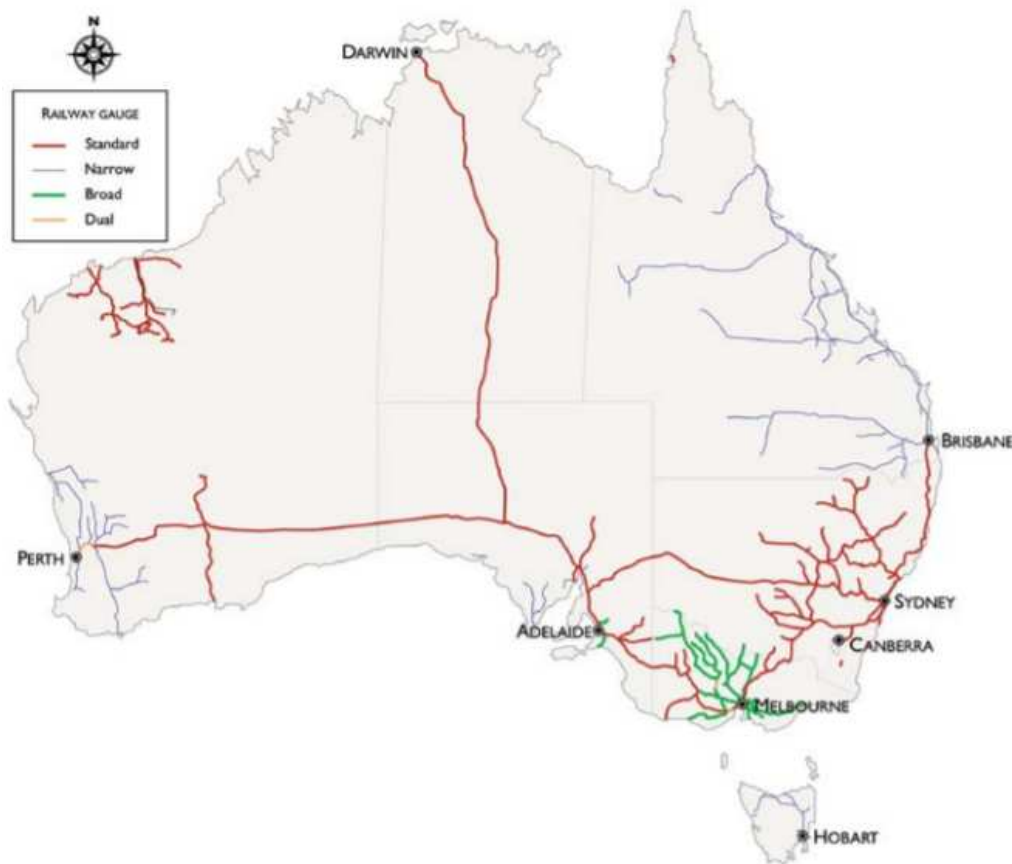 N
DARWIN
RAILWAY GAUGE
Standard
Narrow
Broad
Dual
BRISBANE
PERTH
SYDNEY
ADELAIDE
CANBERRA
MELBOURNE
HOBART